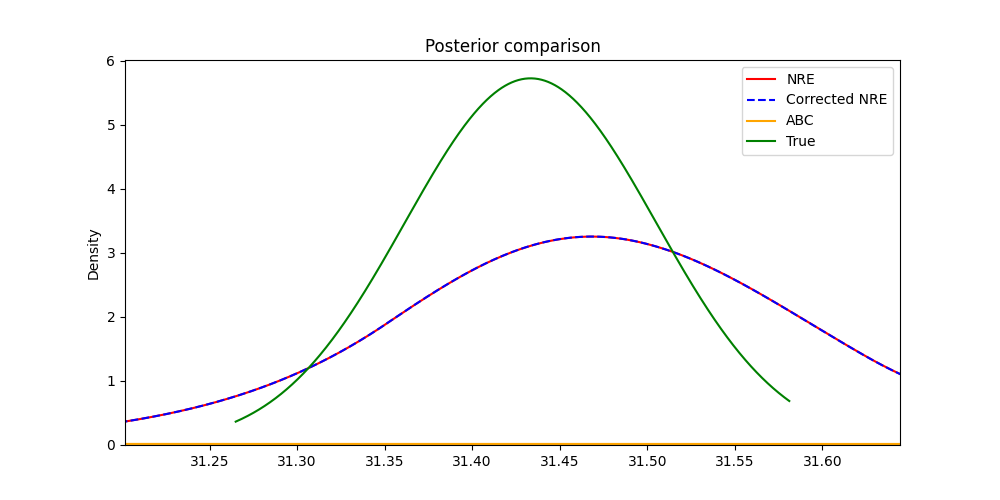 Posterior comparison
NRE
Corrected NRE
ABC
True
Density
6
5
4
3
2
1
0
31.25 31.30 31.35 31.40 31.45 31.50 31.55 31.60